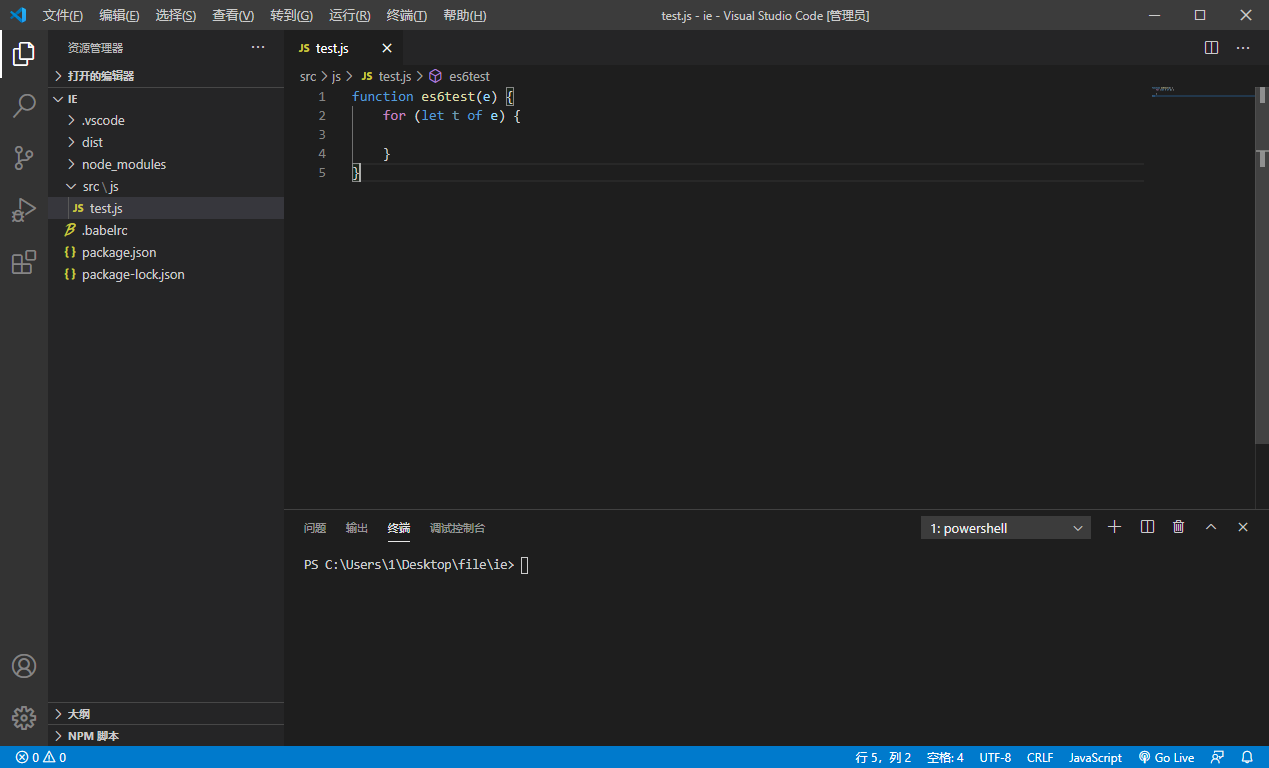 文件(F) 编辑(E) 选择(S) 查看(V) 转到(G) 运行(R) 终端(T) 帮助(H) test.js - ie - Visual Studio Code [管理员]
资源管理器
打开的编辑器
IE
.vscode
dist
node_modules
src \ js
JS test.js
.babelrc
{} package.json
{} package-lock.json
大纲
NPM 脚本
JS test.js
src > js > JS test.js > es6test
1 function es6test(e) {
2 for (let t of e) {
3
4 }
5 }
问题 输出 终端 调试控制台 1: powershell
PS C:\Users\1\Desktop\file\ie>
0 0 行 5，列 2 空格: 4 UTF-8 CRLF JavaScript Go Live